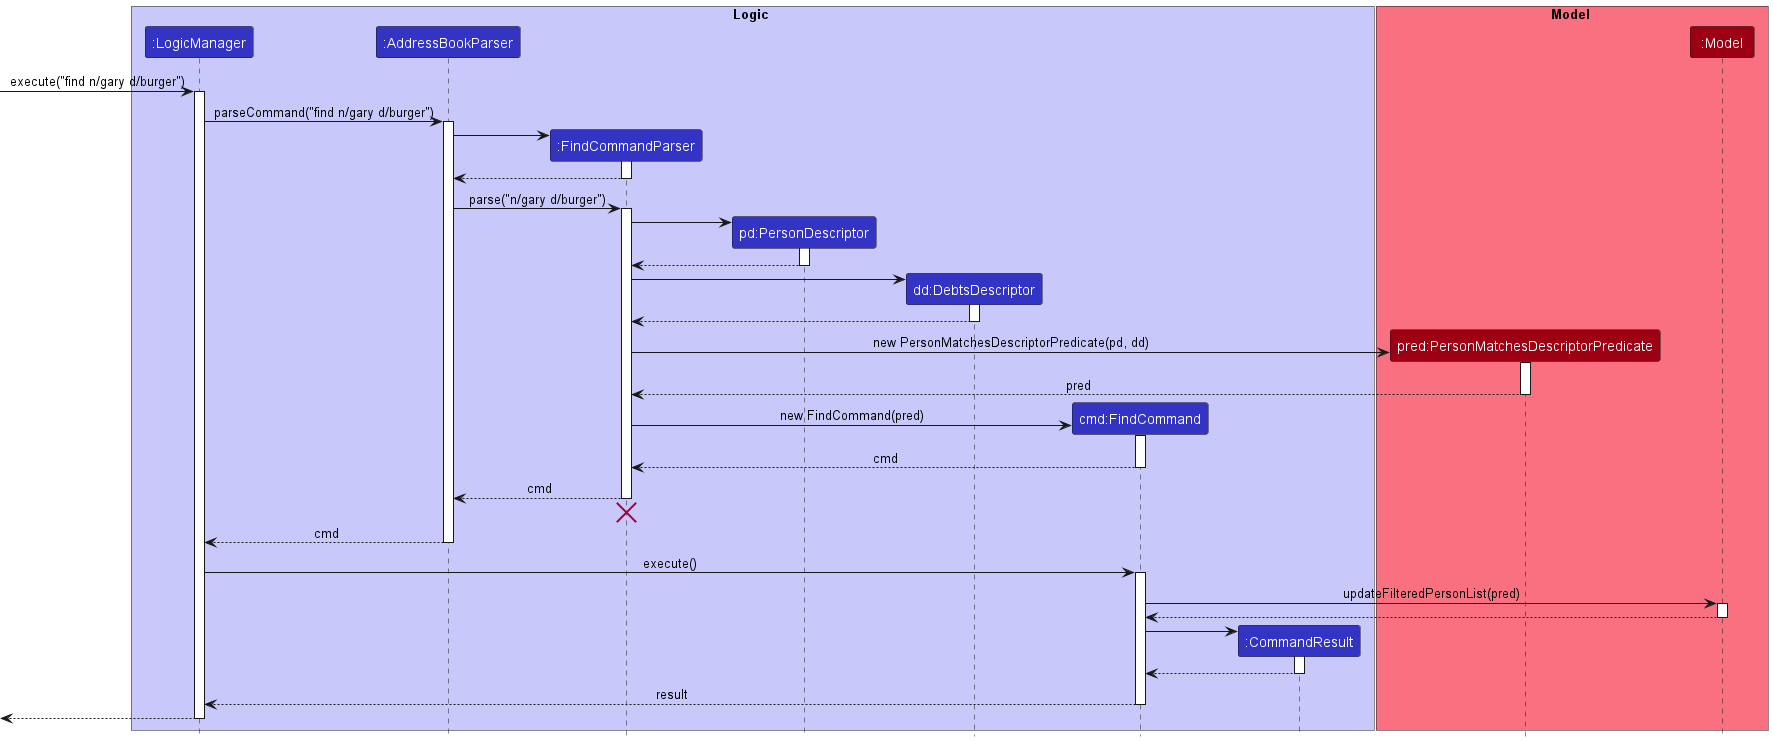 Logic
Model
:LogicManager
:AddressBookParser
:Model
execute("find n/gary d/burger")
parseCommand("find n/gary d/burger")
:FindCommandParser
parse("n/gary d/burger")
pd:PersonDescriptor
dd:DebtsDescriptor
new PersonMatchesDescriptorPredicate(pd, dd)
pred:PersonMatchesDescriptorPredicate
pred
new FindCommand(pred)
cmd:FindCommand
cmd
cmd
cmd
execute()
updateFilteredPersonList(pred)
:CommandResult
result